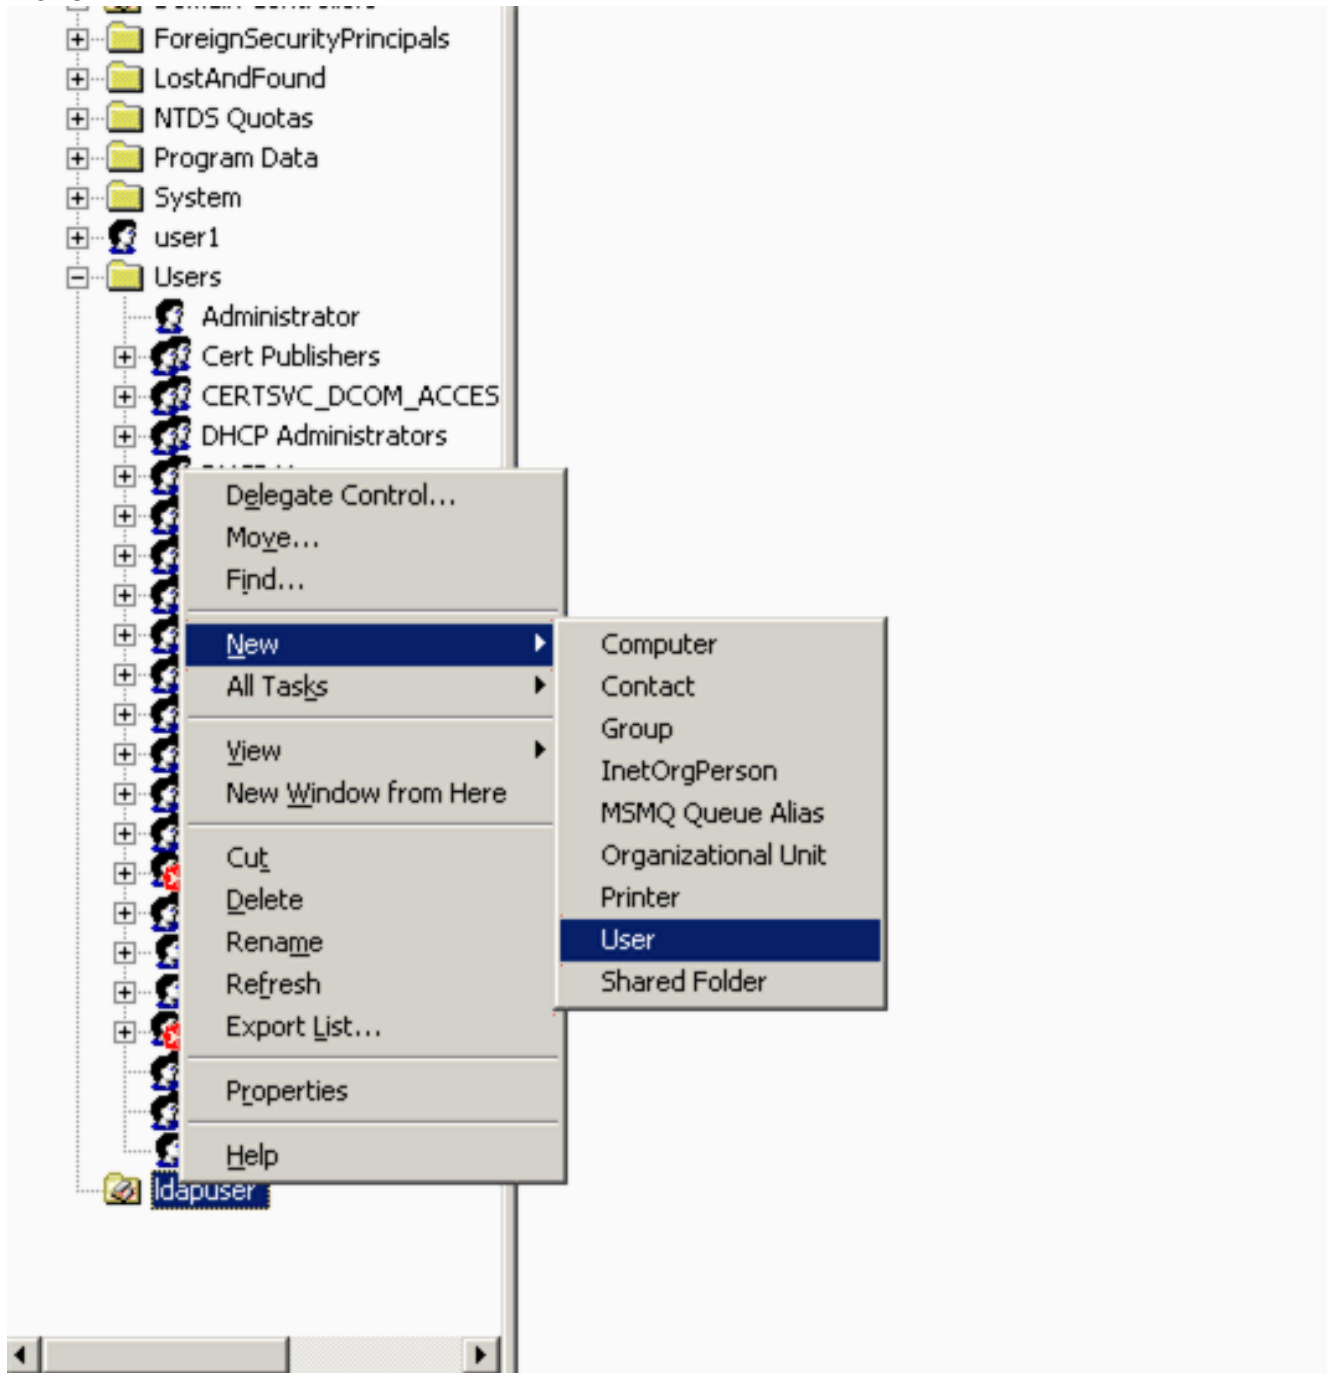 ForeignSecurityPrincipals
LostAndFound
NTDS Quotas
Program Data
System
user1
Users
Administrator
Cert Publishers
CERTSVC_DCOM_ACCES
DHCP Administrators
Delegate Control...
Move...
Find...
New
All Tasks
View
New Window from Here
Cut
Delete
Rename
Refresh
Export List...
Properties
Help
Computer
Contact
Group
InetOrgPerson
MSMQ Queue Alias
Organizational Unit
Printer
User
Shared Folder
ldapuser